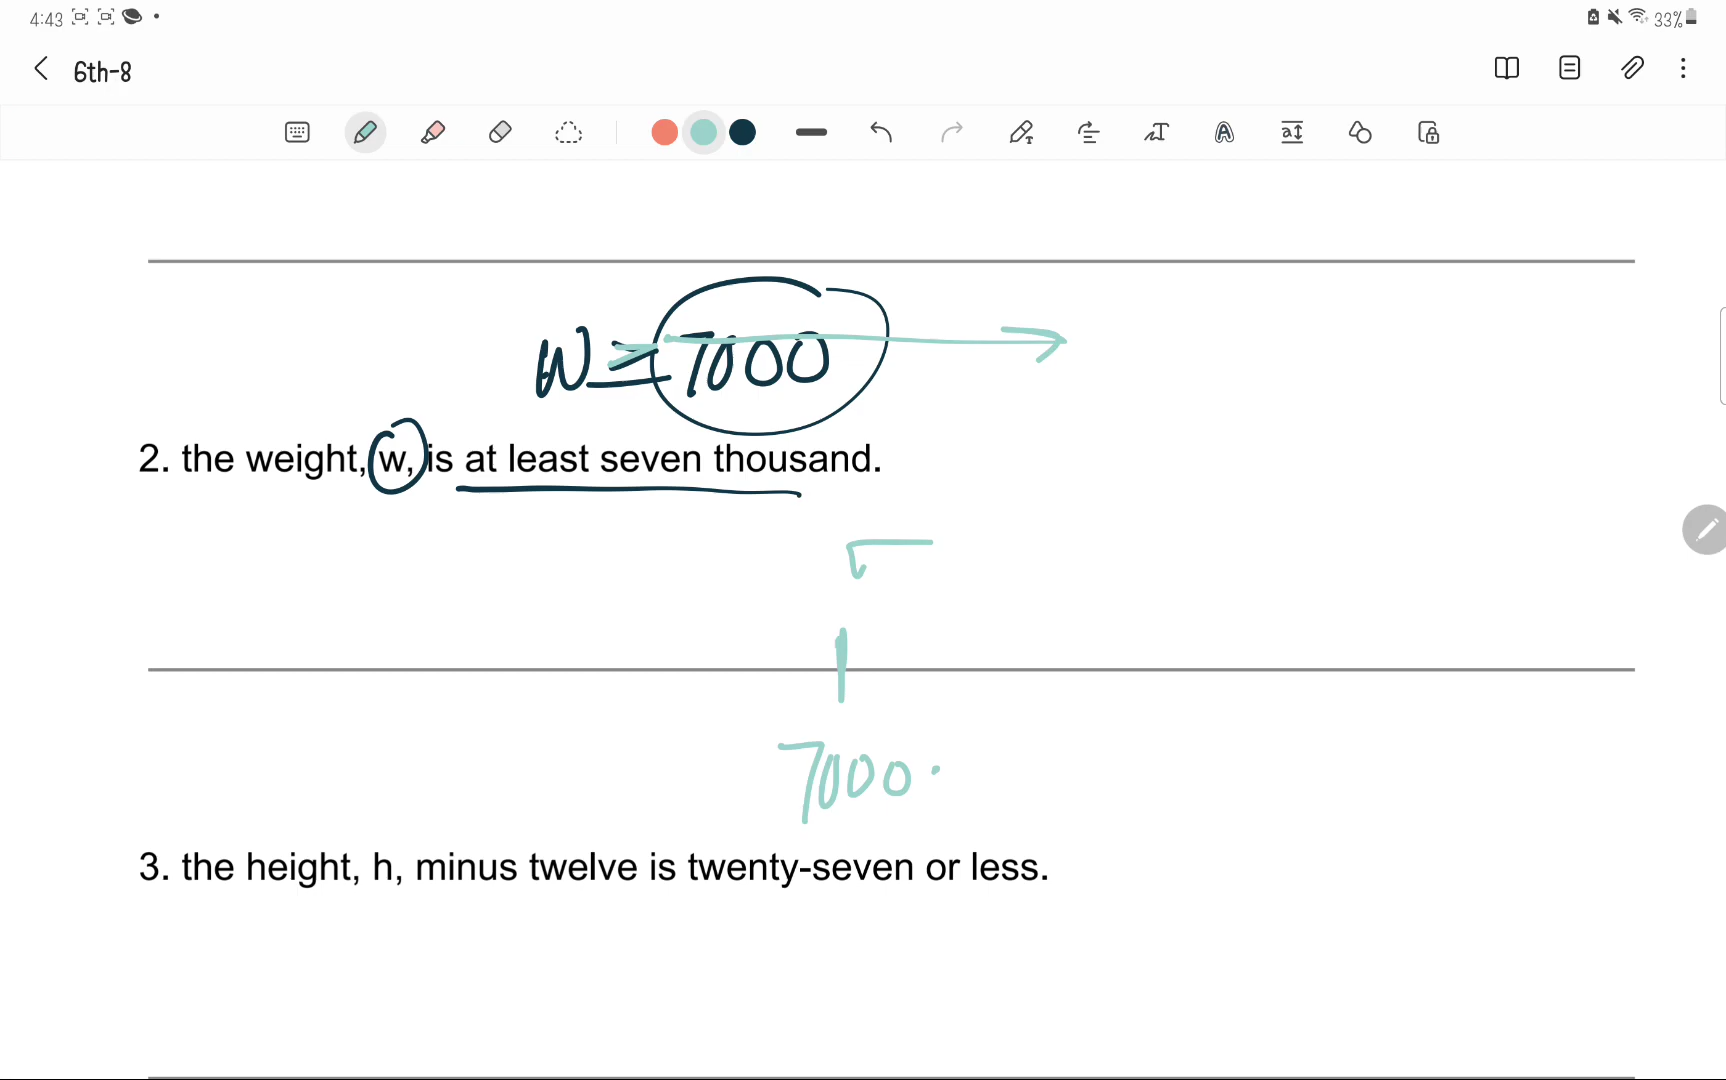 4:43
33%
6th-8
W ≥ 7000
2. the weight, w, is at least seven thousand.
7000
3. the height, h, minus twelve is twenty-seven or less.